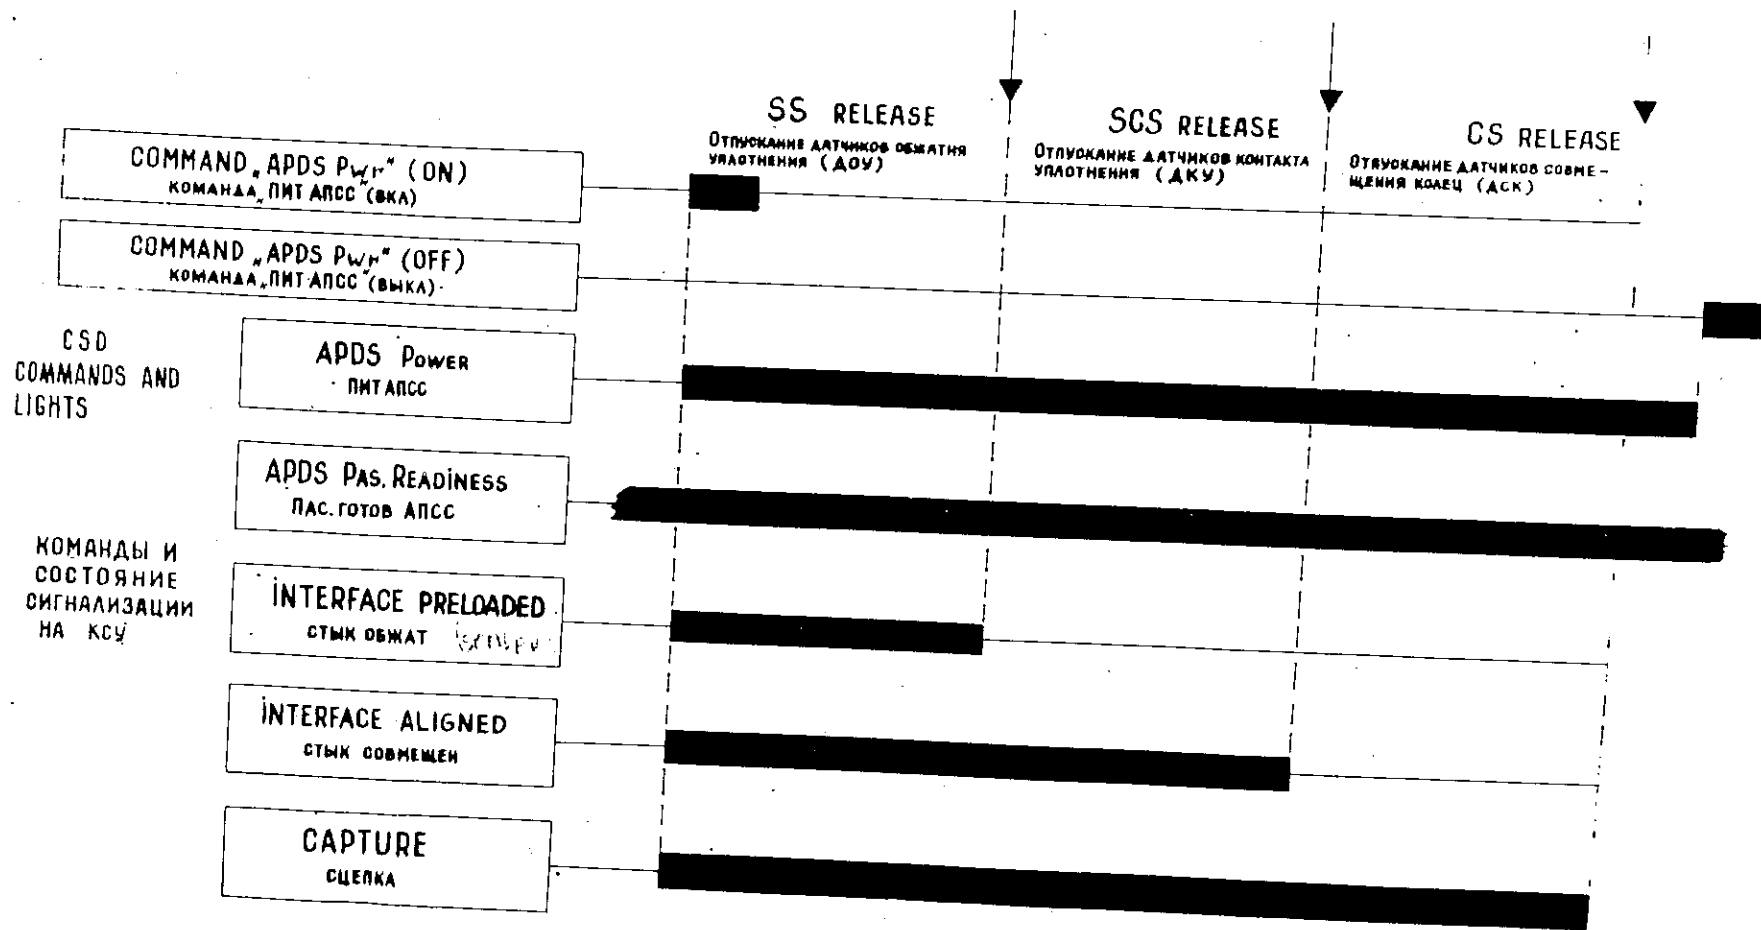 SS RELEASE
ОТПУСКАНИЕ ДАТЧИКОВ ОБЖАТИЯ
УПЛОТНЕНИЯ (ДОУ)
SCS RELEASE
ОТПУСКАНИЕ ДАТЧИКОВ КОНТАКТА
УПЛОТНЕНИЯ (ДКУ)
CS RELEASE
ОТПУСКАНИЕ ДАТЧИКОВ СОВМЕ-
ЩЕНИЯ КОЛЕЦ (ДСК)
COMMAND „APDS Pwr" (ON)
КОМАНДА „ПИТ АПСС" (ВКЛ)
COMMAND „APDS Pwr" (OFF)
КОМАНДА „ПИТ АПСС" (ВЫКЛ)
CSD
COMMANDS AND
LIGHTS
APDS POWER
ПИТ АПСС
APDS PAS. READINESS
ПАС. ГОТОВ АПСС
КОМАНДЫ И
СОСТОЯНИЕ
СИГНАЛИЗАЦИИ
НА КСУ
INTERFACE PRELOADED
СТЫК ОБЖАТ
INTERFACE ALIGNED
СТЫК СОВМЕЩЕН
CAPTURE
СЦЕПКА